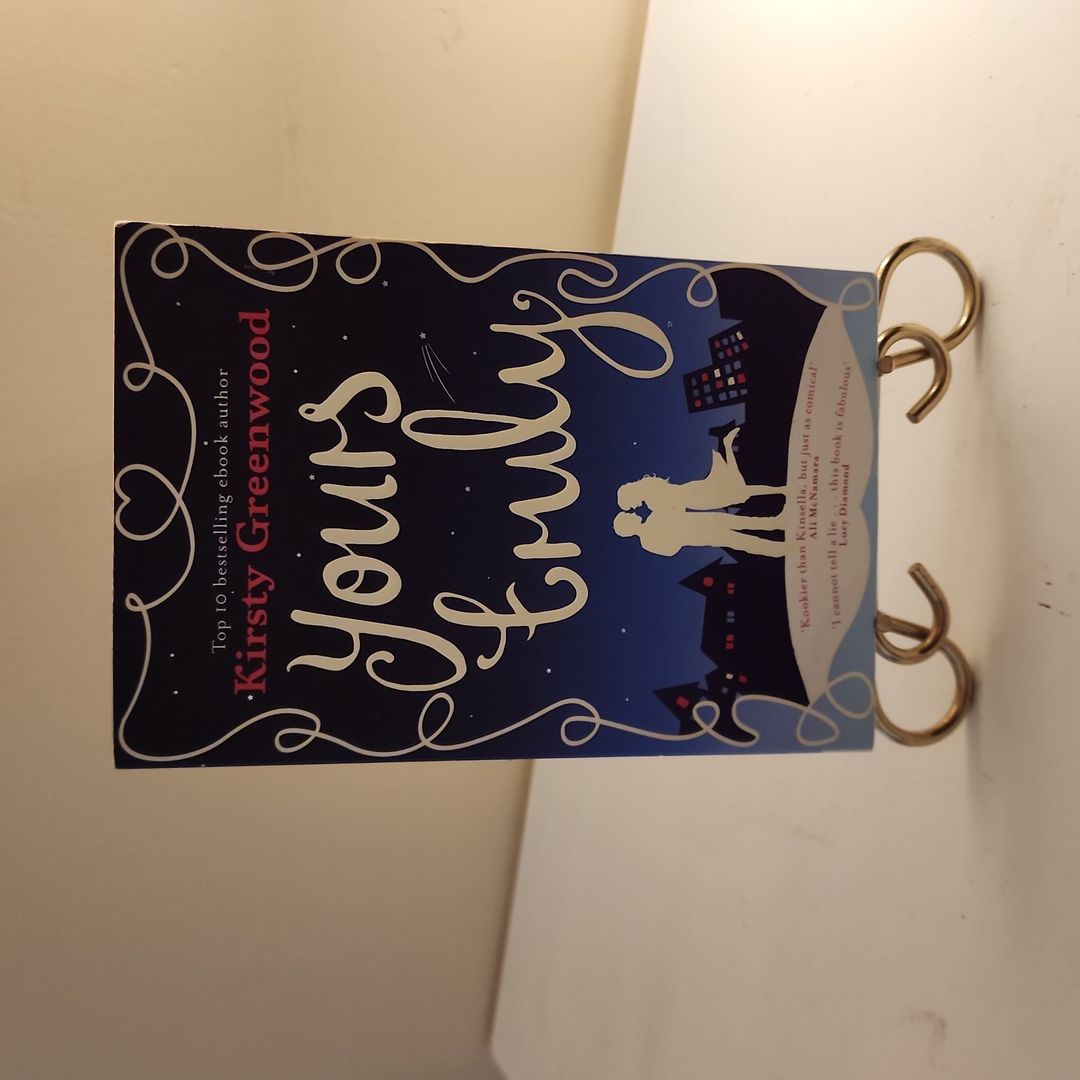 Top 10 bestselling ebook author
Kirsty Greenwood
yours
truly
'Kookier than Kinsella, but just as comical'
Ali McNamara
'I cannot tell a lie . . . this book is fabulous'
Lucy Diamond